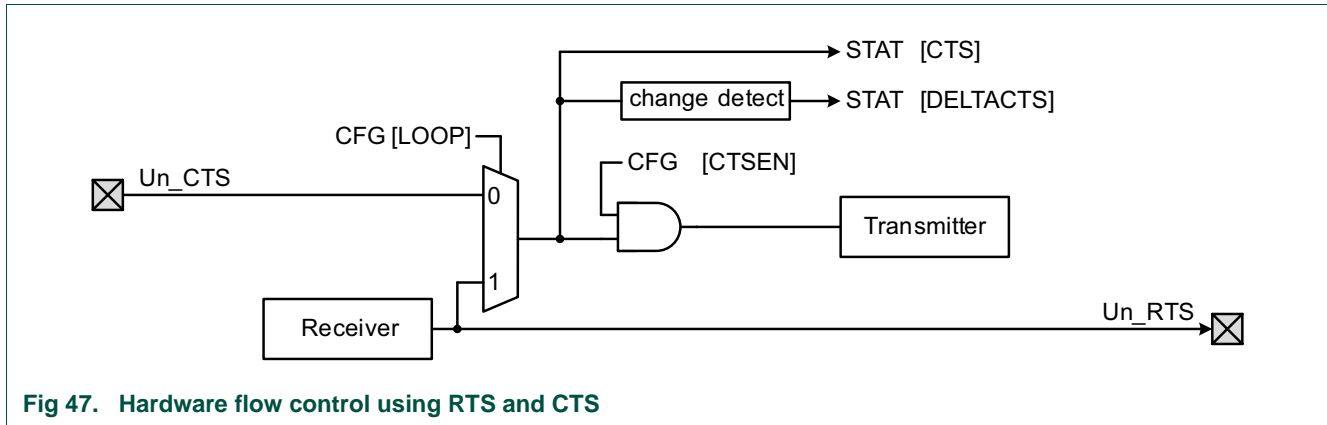 STAT [CTS]
change detect
STAT [DELTACTS]
CFG [LOOP]
CFG [CTSEN]
Un_CTS
0
Transmitter
1
Receiver
Un_RTS
Fig 47. Hardware flow control using RTS and CTS